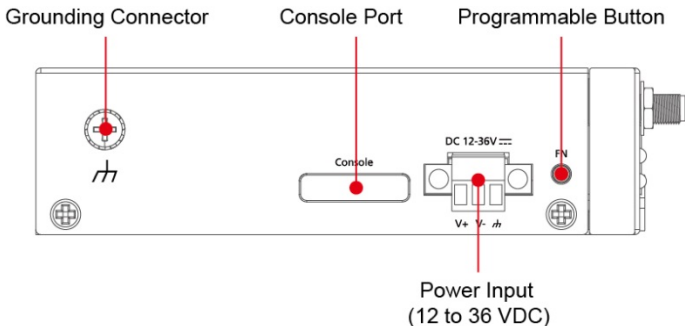 Grounding Connector
Console Port
Programmable Button
DC 12-36V
FN
Console
V+ V-
Power Input
(12 to 36 VDC)